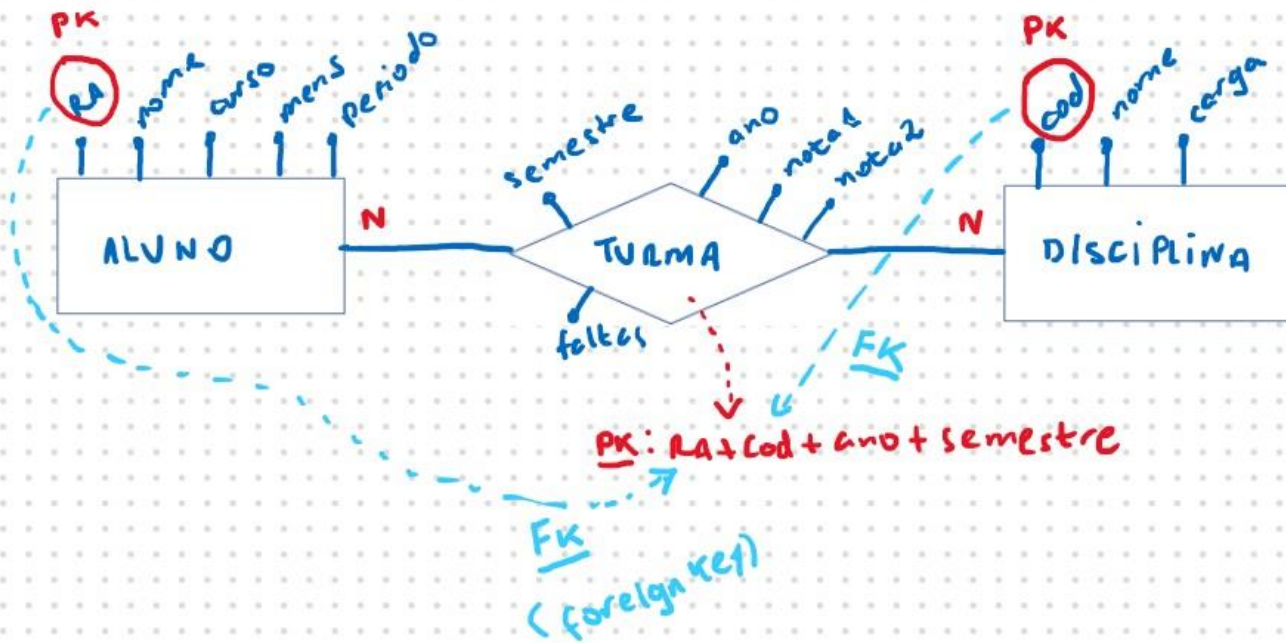 PK
RA
nome
curso
mens
periodo
semestre
ano
nota1
nota2
PK
cod
nome
carga
ALUNO
N
TURMA
N
DISCIPLINA
faltas
FK
PK: RA+Cod+ano+semestre
FK
(foreign key)